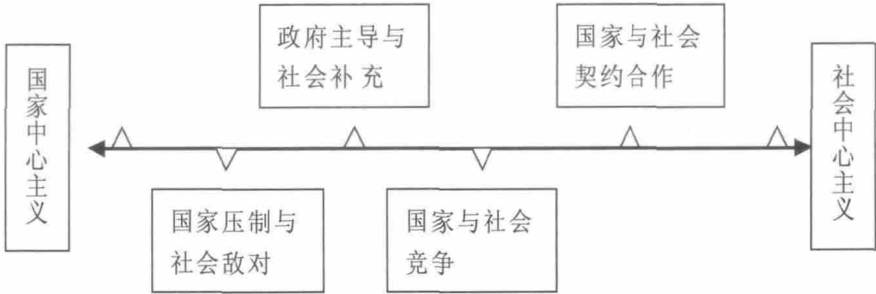 国家中心主义
政府主导与
社会补充
国家与社会
契约合作
国家压制与
社会敌对
国家与社会
竞争
社会中心主义